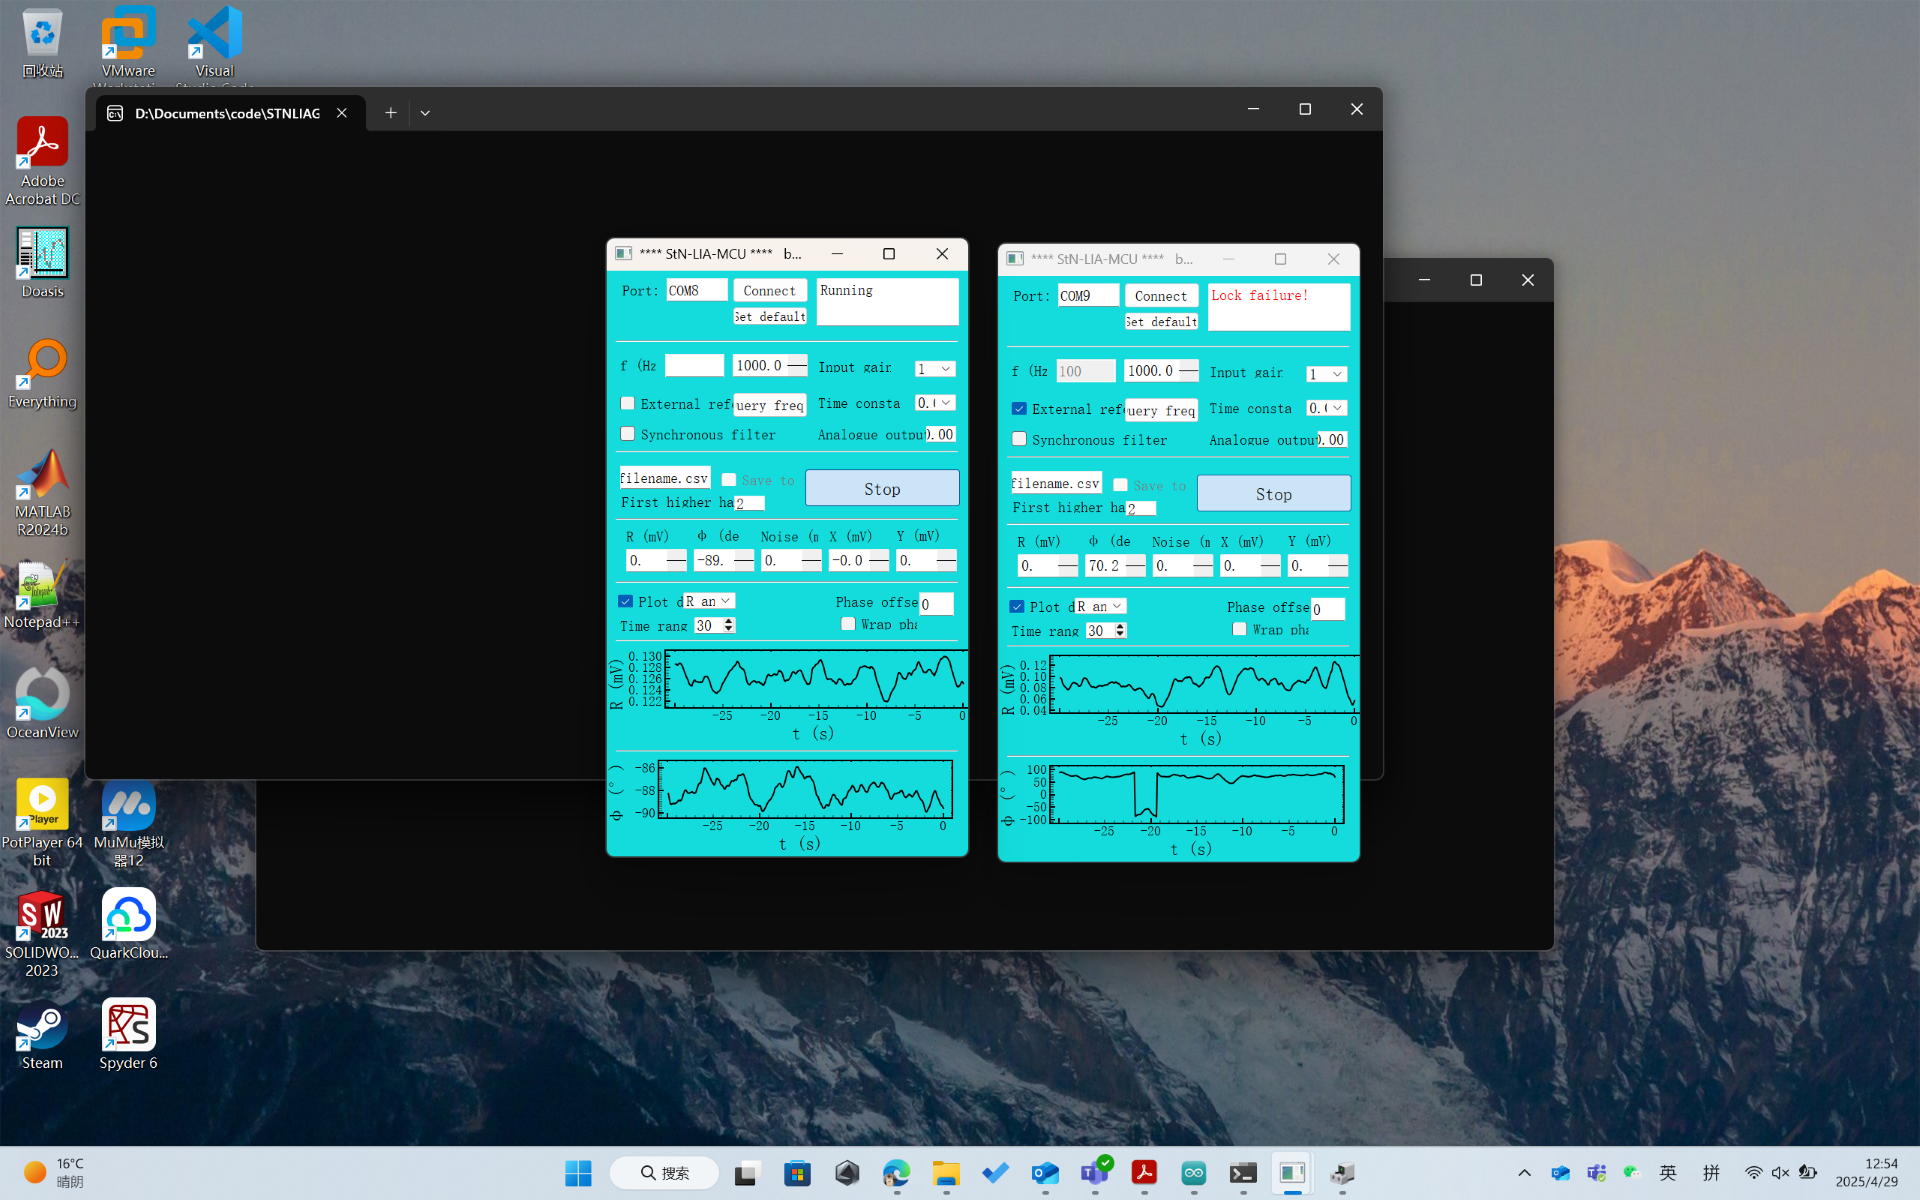 回收站
VMware
Visual
Adobe
Acrobat DC
Doasis
Everything
MATLAB
R2024b
Notepad++
OceanView
PotPlayer 64
bit
MuMu模拟
器12
SOLIDWO...
2023
QuarkClou...
Steam
Spyder 6
D:\Documents\code\STNLIAG
**** StN-LIA-MCU **** b...
Port: COM8 Connect Running
Set default
f (Hz 1000.0 Input gain 1
External refe uery freq Time consta 0.(
Synchronous filter Analogue output 0.00
filename.csv Save to Stop
First higher ha 2
R (mV) φ (de Noise (m X (mV) Y (mV)
0. -89. 0. -0.0 0.
Plot d R an Phase offse 0
Time rang 30 Wrap pha
R (mV)
0.130
0.128
0.126
0.124
0.122
-25 -20 -15 -10 -5 0
t (s)
φ (°)
-86
-88
-90
-25 -20 -15 -10 -5 0
t (s)
**** StN-LIA-MCU **** b...
Port: COM9 Connect Lock failure!
Set default
f (Hz 100 1000.0 Input gain 1
External refe uery freq Time consta 0.(
Synchronous filter Analogue output 0.00
filename.csv Save to Stop
First higher ha 2
R (mV) φ (de Noise (m X (mV) Y (mV)
0. 70.2 0. 0. 0.
Plot d R an Phase offse 0
Time rang 30 Wrap pha
R (mV)
0.12
0.10
0.08
0.06
0.04
-25 -20 -15 -10 -5 0
t (s)
φ (°)
100
50
0
-50
-100
-25 -20 -15 -10 -5 0
t (s)
16°C
晴朗
搜索
英 拼
12:54
2025/4/29